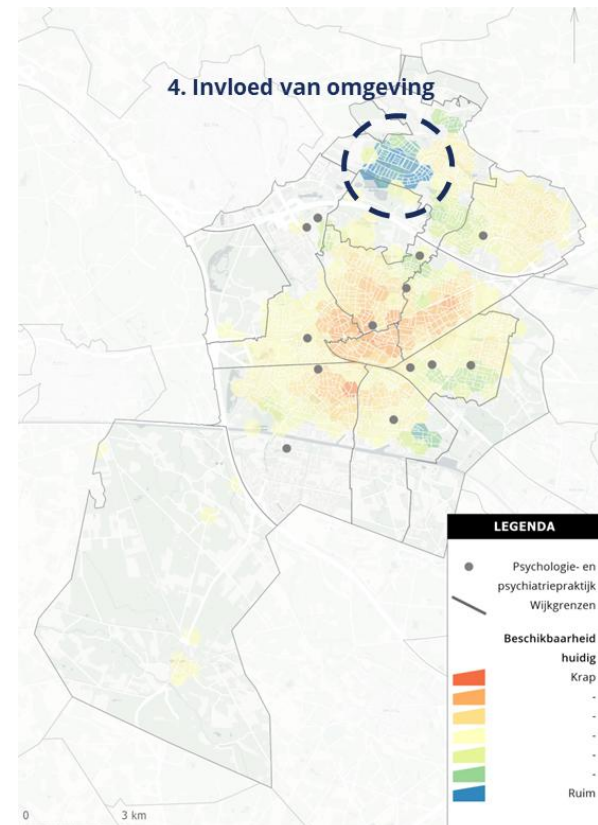 4. Invloed van omgeving
LEGENDA
Psychologie- en
psychiatriepraktijk
Wijkgrenzen
Beschikbaarheid
huidig
Krap
-
-
-
-
-
Ruim
0 3 km